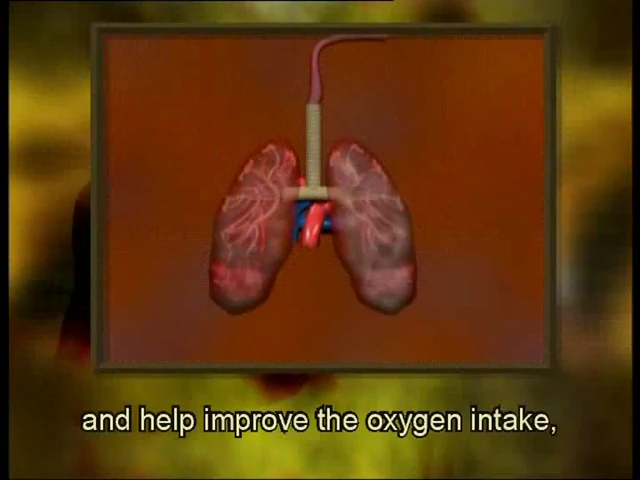 and help improve the oxygen intake,